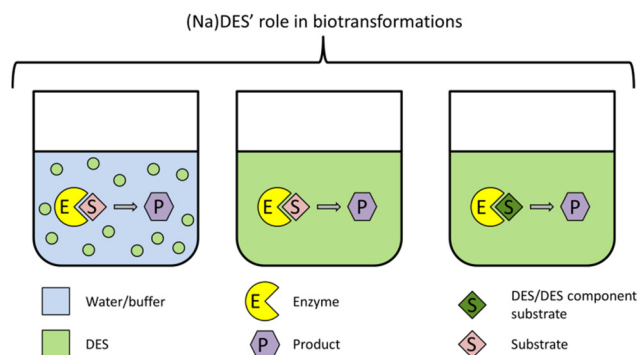 (Na)DES' role in biotransformations
E S P
E S P
E S P
Water/buffer
E Enzyme
S DES/DES component
substrate
DES
P Product
S Substrate